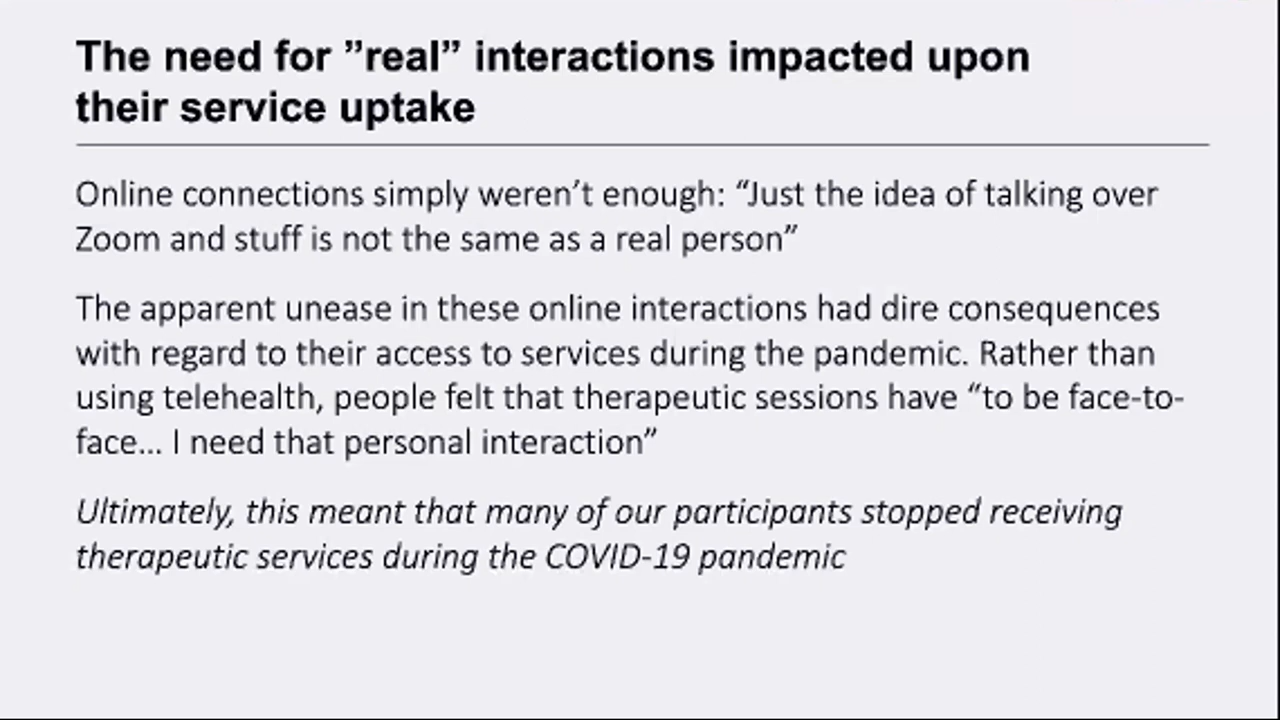 The need for ”real” interactions impacted upon
their service uptake
Online connections simply weren’t enough: “Just the idea of talking over
Zoom and stuff is not the same as a real person”
The apparent unease in these online interactions had dire consequences
with regard to their access to services during the pandemic. Rather than
using telehealth, people felt that therapeutic sessions have “to be face-to-
face... I need that personal interaction”
Ultimately, this meant that many of our participants stopped receiving
therapeutic services during the COVID-19 pandemic